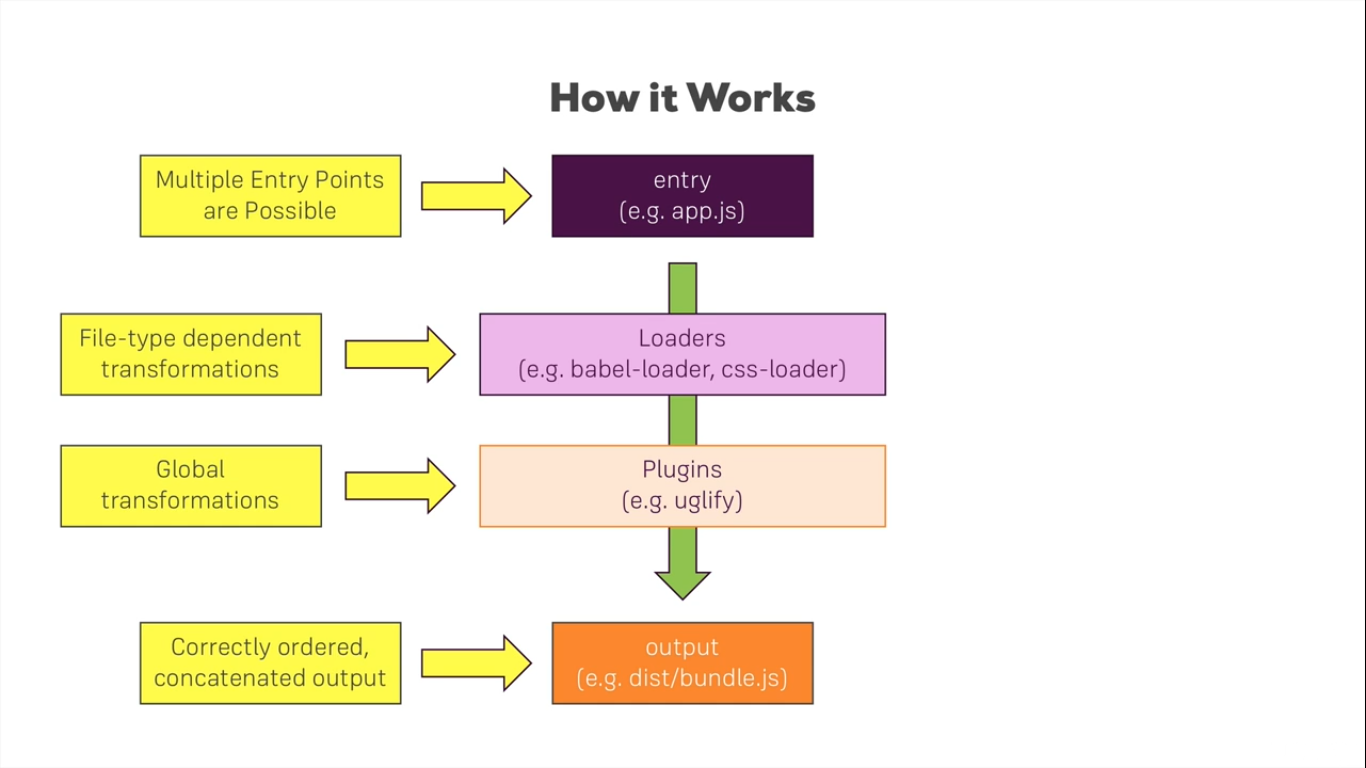 How it Works
Multiple Entry Points
are Possible
entry
(e.g. app.js)
File-type dependent
transformations
Loaders
(e.g. babel-loader, css-loader)
Global
transformations
Plugins
(e.g. uglify)
Correctly ordered,
concatenated output
output
(e.g. dist/bundle.js)